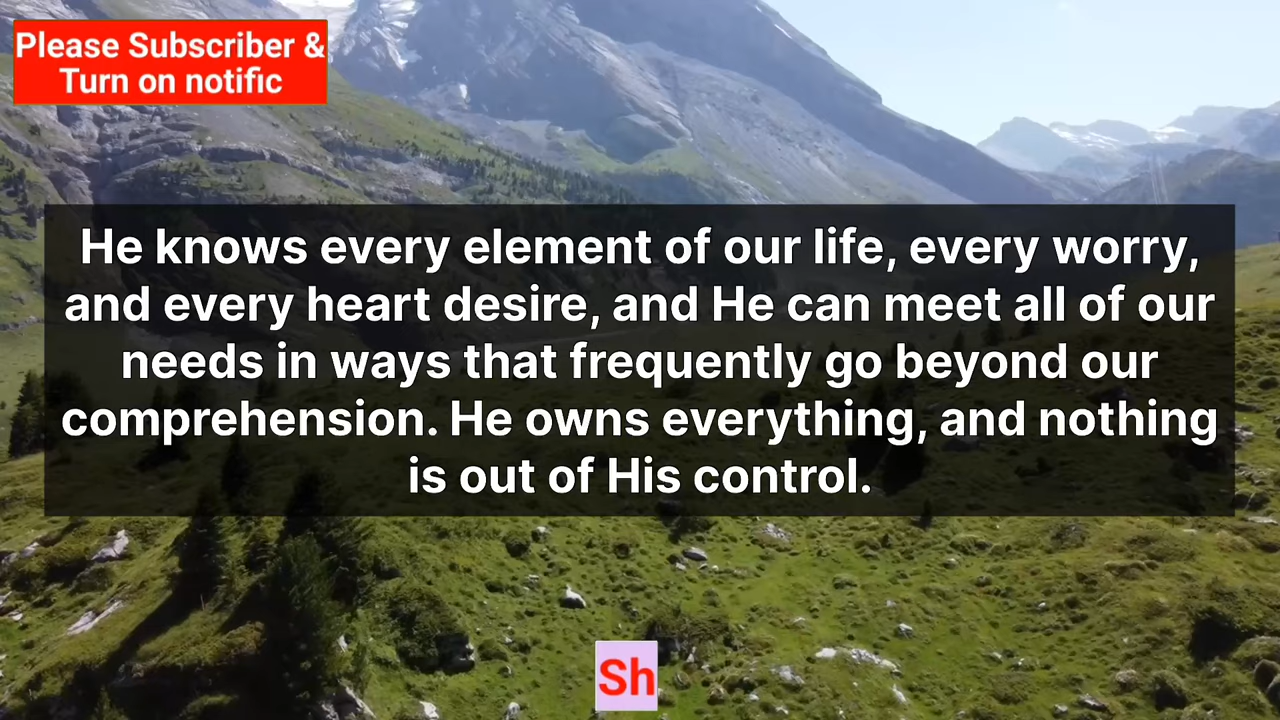 Please Subscriber &
Turn on notific
He knows every element of our life, every worry,
and every heart desire, and He can meet all of our
needs in ways that frequently go beyond our
comprehension. He owns everything, and nothing
is out of His control.
Sh